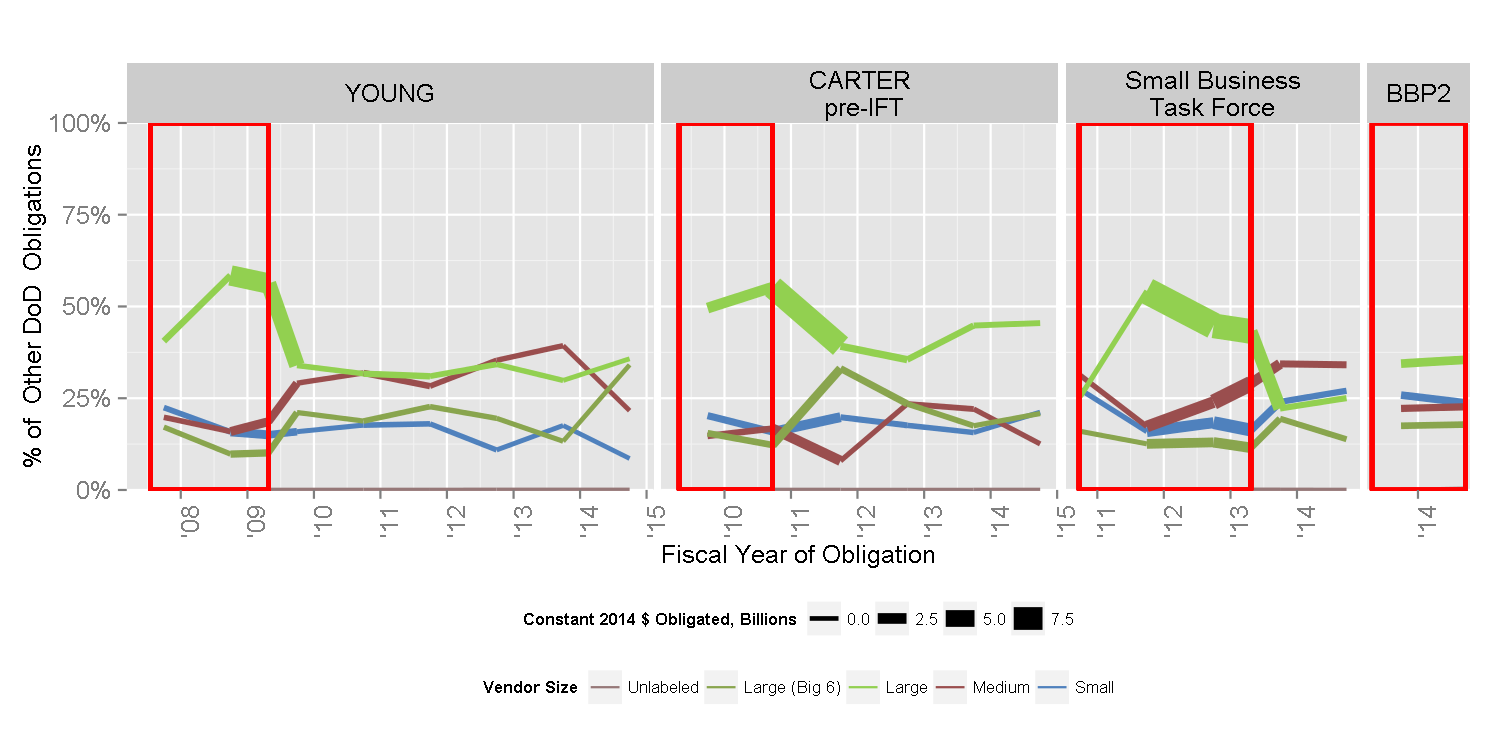 YOUNG
CARTER
pre-IFT
Small Business
Task Force
BBP2
% of Other DoD Obligations
100%
75%
50%
25%
0%
'08
'09
'10
'11
'12
'13
'14
'15
'10
'11
'12
'13
'14
'15
'11
'12
'13
'14
'14
Fiscal Year of Obligation
Constant 2014 $ Obligated, Billions 0.0 2.5 5.0 7.5
Vendor Size Unlabeled Large (Big 6) Large Medium Small